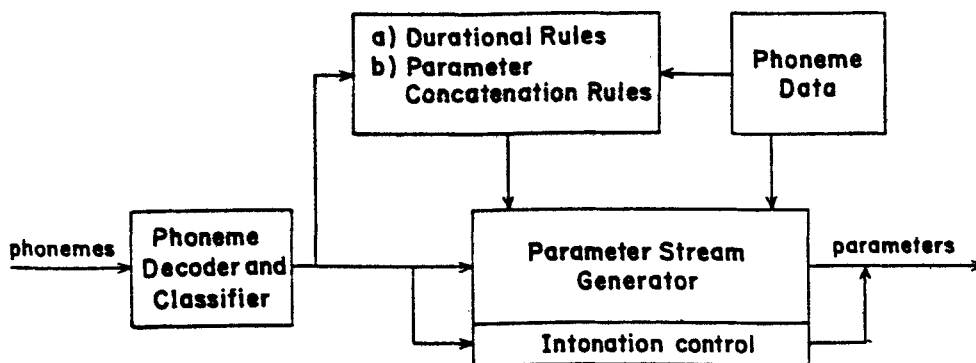 a) Durational Rules
b) Parameter
Concatenation Rules
Phoneme
Data
phonemes
Phoneme
Decoder and
Classifier
Parameter Stream
Generator
parameters
Intonation control